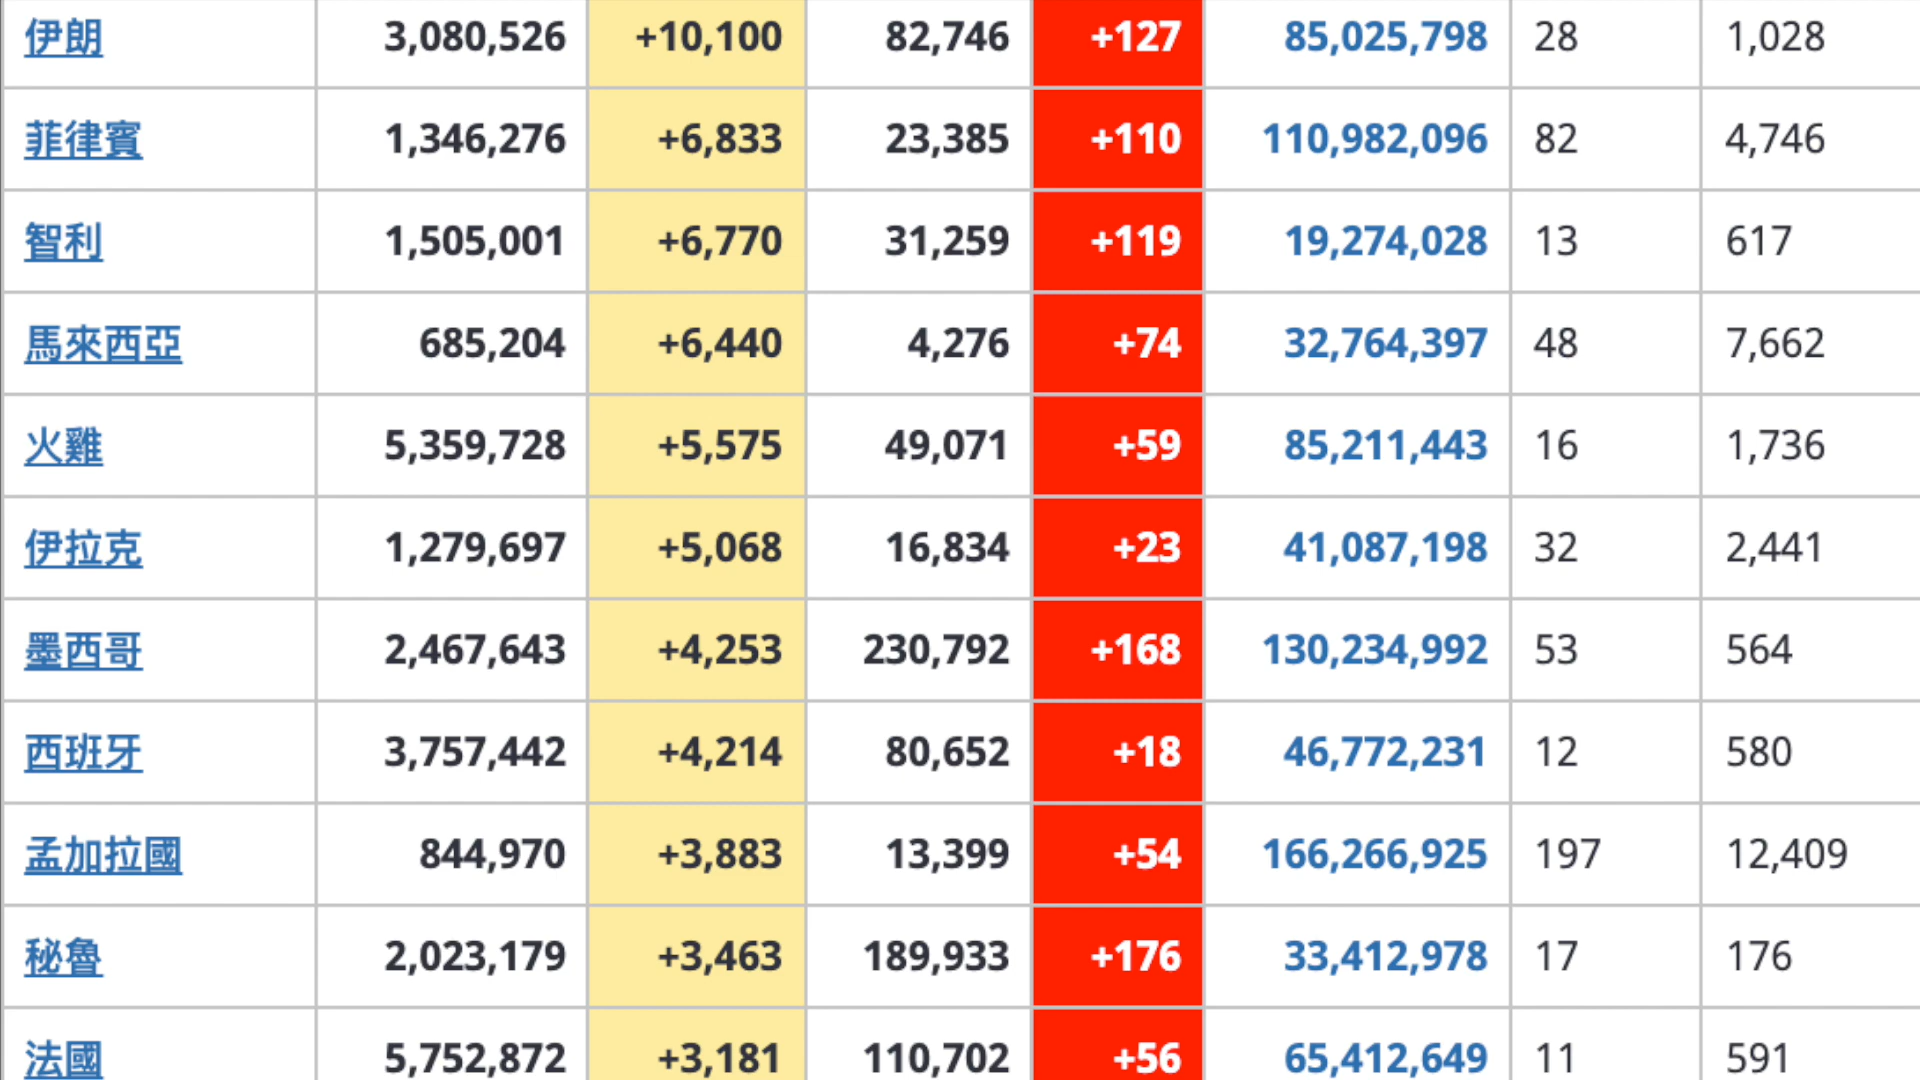 伊朗 3,080,526 +10,100 82,746 +127 85,025,798 28 1,028
菲律賓 1,346,276 +6,833 23,385 +110 110,982,096 82 4,746
智利 1,505,001 +6,770 31,259 +119 19,274,028 13 617
馬來西亞 685,204 +6,440 4,276 +74 32,764,397 48 7,662
火雞 5,359,728 +5,575 49,071 +59 85,211,443 16 1,736
伊拉克 1,279,697 +5,068 16,834 +23 41,087,198 32 2,441
墨西哥 2,467,643 +4,253 230,792 +168 130,234,992 53 564
西班牙 3,757,442 +4,214 80,652 +18 46,772,231 12 580
孟加拉國 844,970 +3,883 13,399 +54 166,266,925 197 12,409
秘魯 2,023,179 +3,463 189,933 +176 33,412,978 17 176
法國 5,752,872 +3,181 110,702 +56 65,412,649 11 591